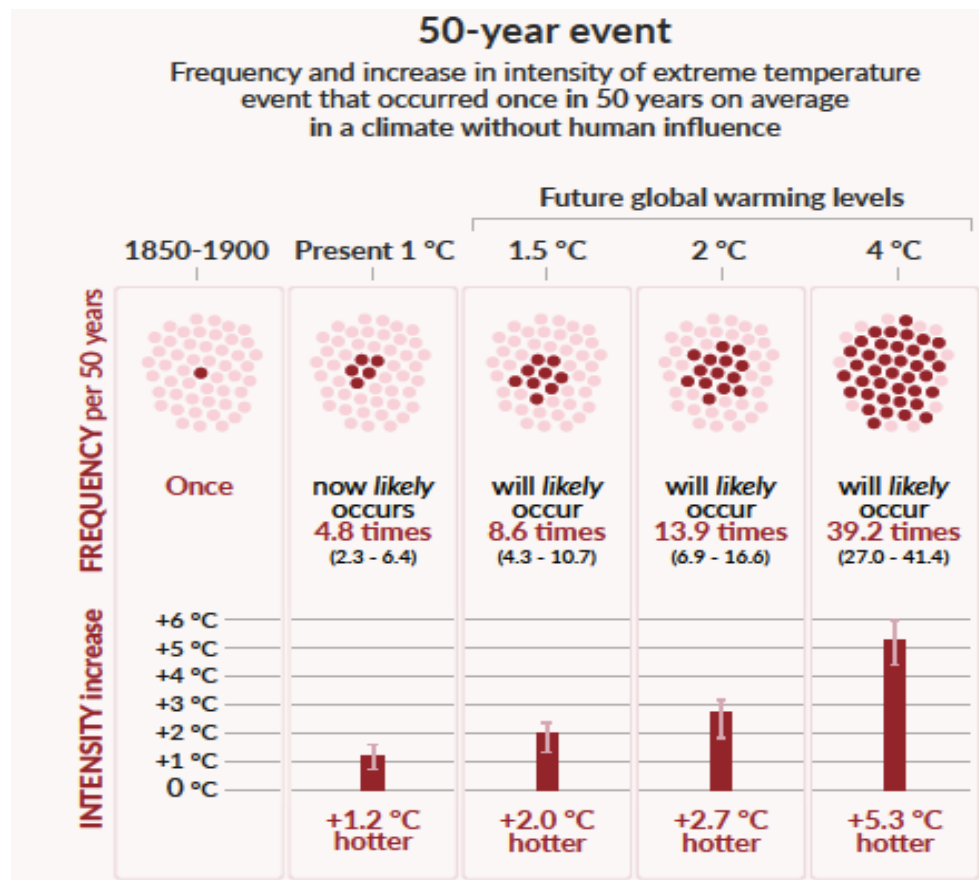 50-year event
Frequency and increase in intensity of extreme temperature
event that occurred once in 50 years on average
in a climate without human influence
Future global warming levels
1850-1900
Present 1 °C
1.5 °C
2 °C
4 °C
FREQUENCY per 50 years
Once
now likely
occurs
4.8 times
(2.3 - 6.4)
will likely
occur
8.6 times
(4.3 - 10.7)
will likely
occur
13.9 times
(6.9 - 16.6)
will likely
occur
39.2 times
(27.0 - 41.4)
INTENSITY increase
+6 °C
+5 °C
+4 °C
+3 °C
+2 °C
+1 °C
0 °C
+1.2 °C
hotter
+2.0 °C
hotter
+2.7 °C
hotter
+5.3 °C
hotter